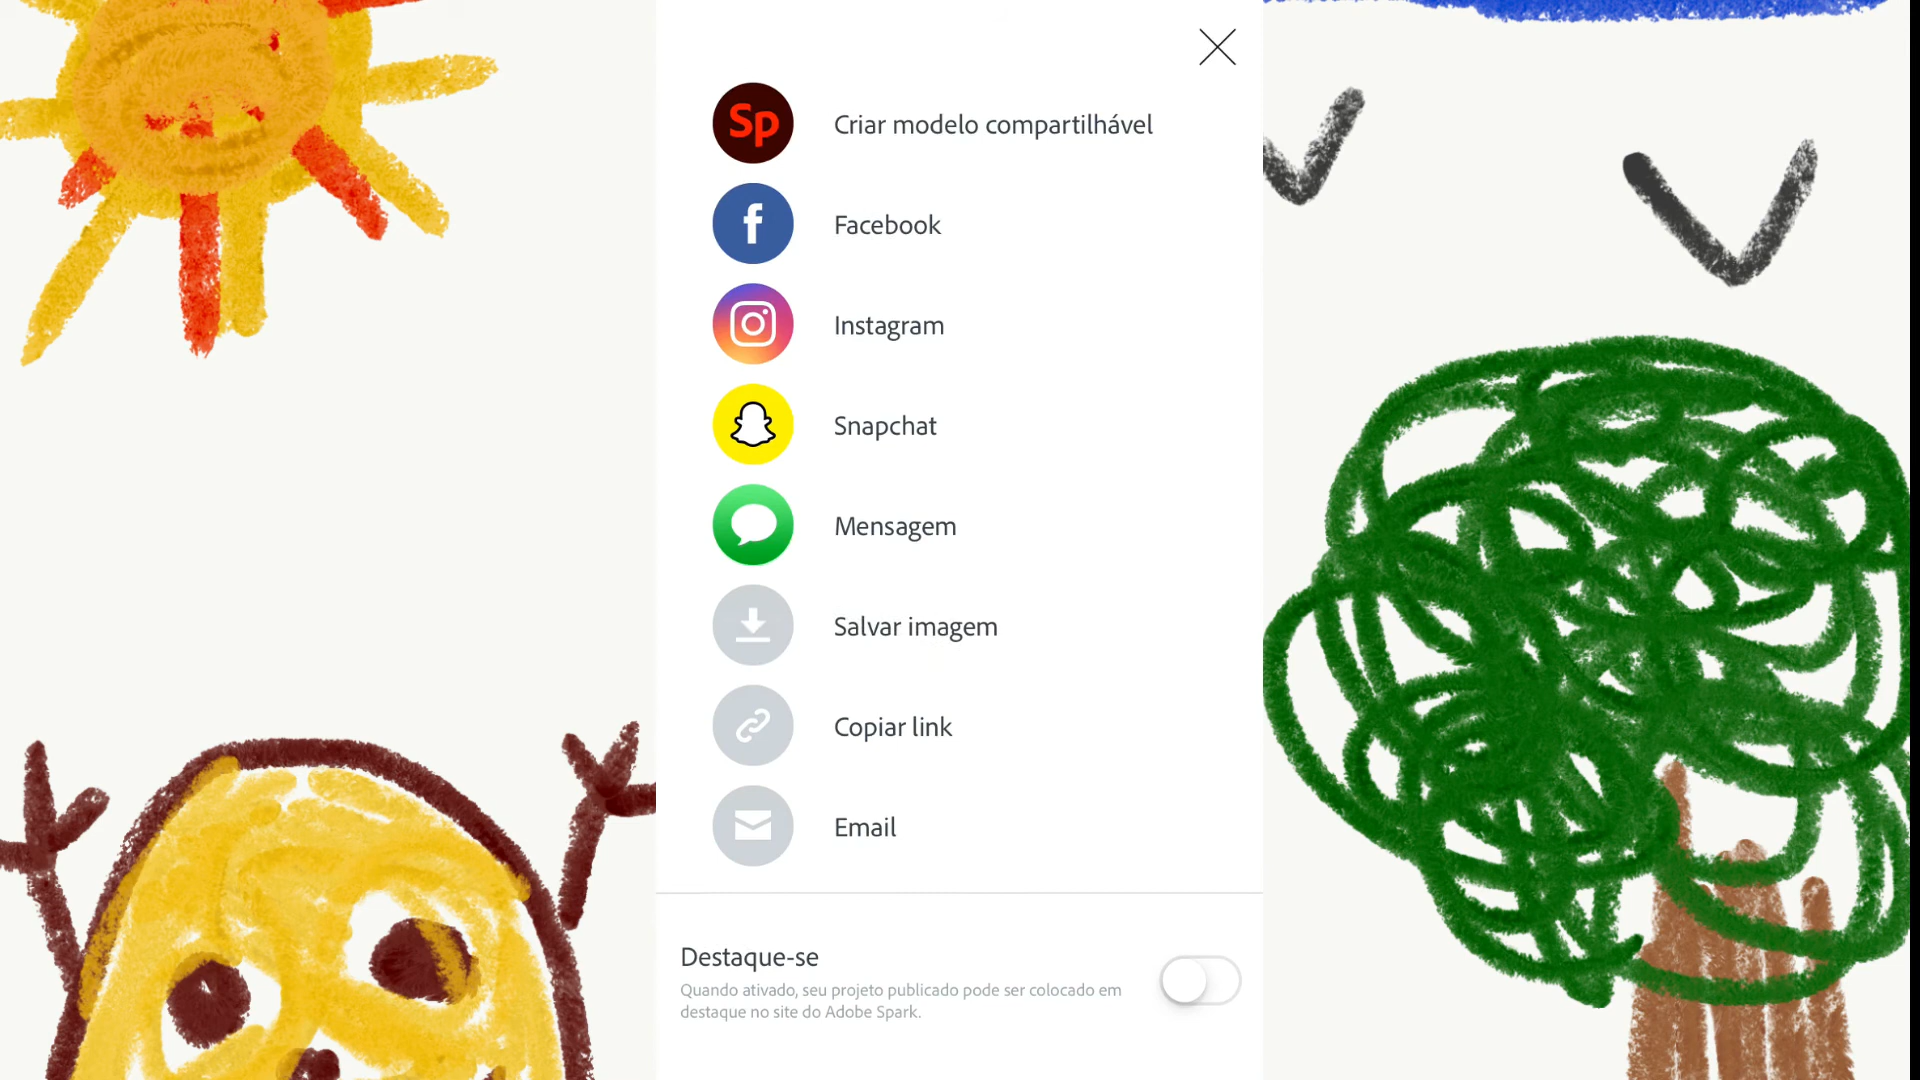 Sp
Criar modelo compartilhável
f
Facebook
Instagram
Snapchat
Mensagem
Salvar imagem
Copiar link
Email
Destaque-se
Quando ativado, seu projeto publicado pode ser colocado em
destaque no site do Adobe Spark.